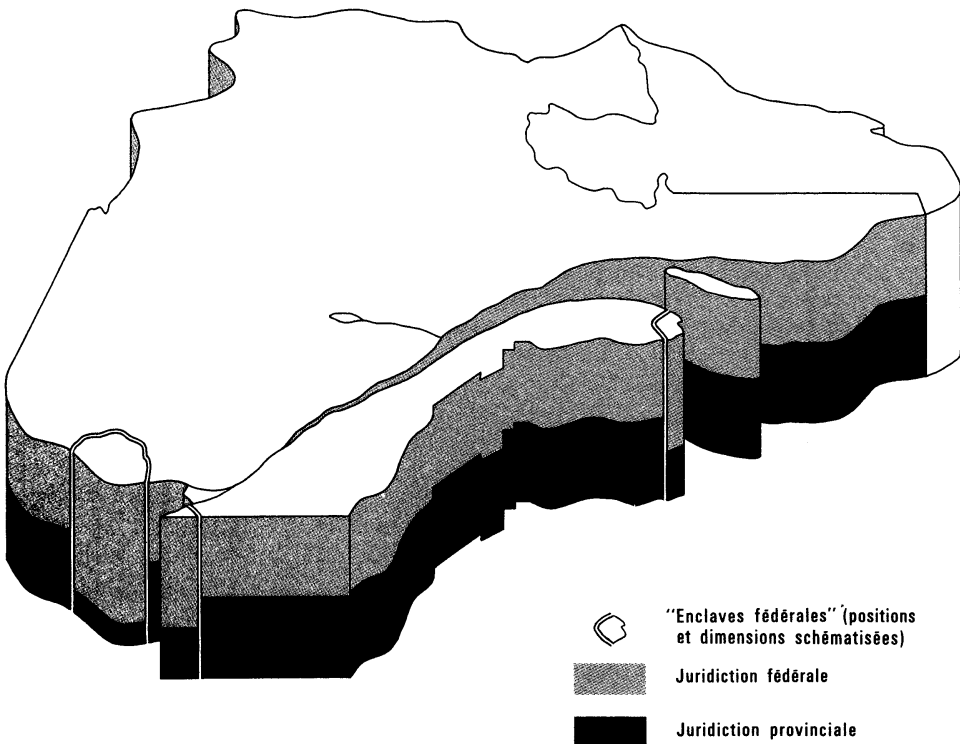 "Enclaves fédérales" (positions
et dimensions schématisées)
Juridiction fédérale
Juridiction provinciale